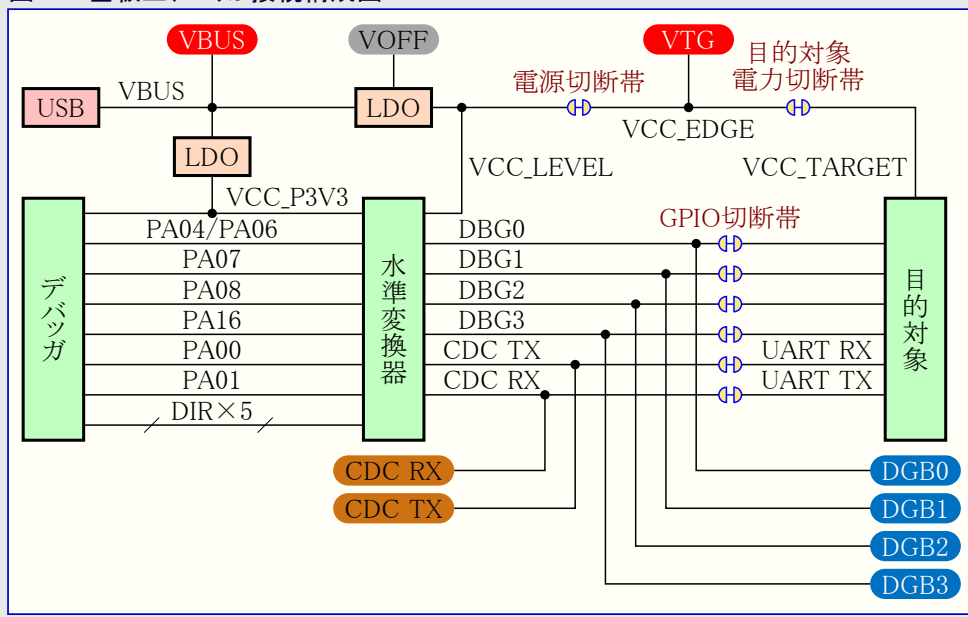 VBUS
VOFF
VTG
目的対象
電力切断帯
電源切断帯
USB
VBUS
LDO
VCC_EDGE
LDO
VCC_LEVEL
VCC_TARGET
VCC_P3V3
GPIO切断帯
PA04/PA06
DBG0
PA07
DBG1
PA08
DBG2
PA16
DBG3
PA00
CDC TX
UART RX
PA01
CDC RX
UART TX
DIR×5
デバッガ
水準変換器
目的対象
CDC RX
DGB0
CDC TX
DGB1
DGB2
DGB3